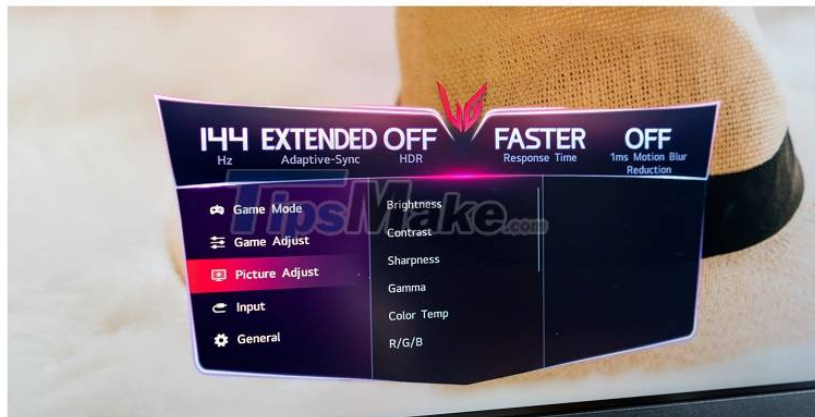 144 EXTENDED OFF FASTER OFF
Hz Adaptive-Sync HDR Response Time 1ms Motion Blur
Reduction
Game Mode
Game Adjust
Picture Adjust
Input
General
Brightness
Contrast
Sharpness
Gamma
Color Temp
R/G/B
TipsMake.com